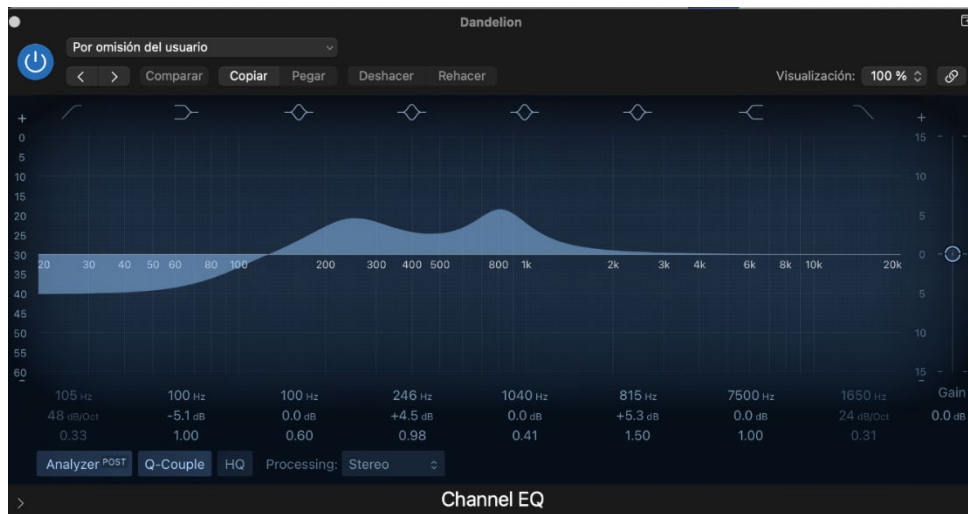 Dandelion
Por omisión del usuario
Comparar Copiar Pegar Deshacer Rehacer Visualización: 100 %
+ +
0 15
5
10 10
15
20 5
25
30 0
20 30 40 50 60 80 100 200 300 400 500 800 1k 2k 3k 4k 6k 8k 10k 20k
35
40 5
45
50 10
55
60 15
- -
105 Hz 100 Hz 100 Hz 246 Hz 1040 Hz 815 Hz 7500 Hz 1650 Hz Gain
48 dB/Oct -5.1 dB 0.0 dB +4.5 dB 0.0 dB +5.3 dB 0.0 dB 24 dB/Oct 0.0 dB
0.33 1.00 0.60 0.98 0.41 1.50 1.00 0.31
Analyzer POST Q-Couple HQ Processing: Stereo
Channel EQ